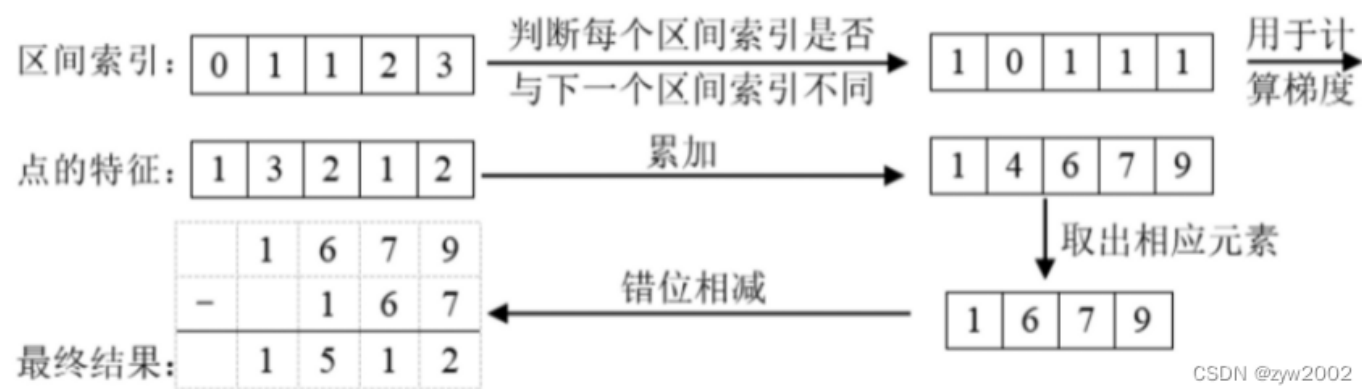 区间索引: 0 1 1 2 3 判断每个区间索引是否 1 0 1 1 1 用于计
与下一个区间索引不同 算梯度
点的特征: 1 3 2 1 2 累加 1 4 6 7 9
1 6 7 9 取出相应元素
- 1 6 7 错位相减 1 6 7 9
最终结果: 1 5 1 2
CSDN @zyw2002